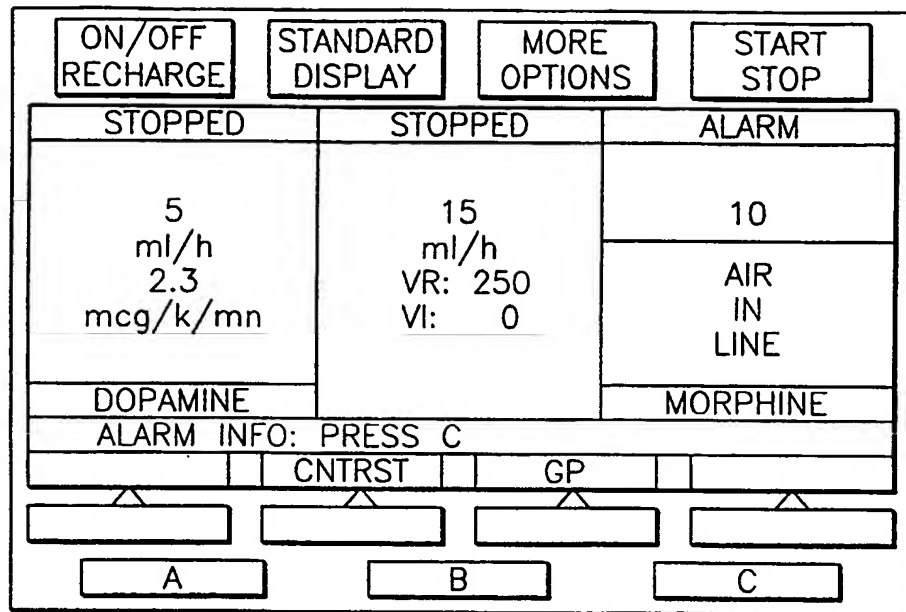 ON/OFF
RECHARGE
STANDARD
DISPLAY
MORE
OPTIONS
START
STOP
STOPPED
5
ml/h
2.3
mcg/k/mn
DOPAMINE
STOPPED
15
ml/h
VR: 250
VI: 0
ALARM
10
AIR
IN
LINE
MORPHINE
ALARM INFO: PRESS C
CNTRST
GP
A
B
C